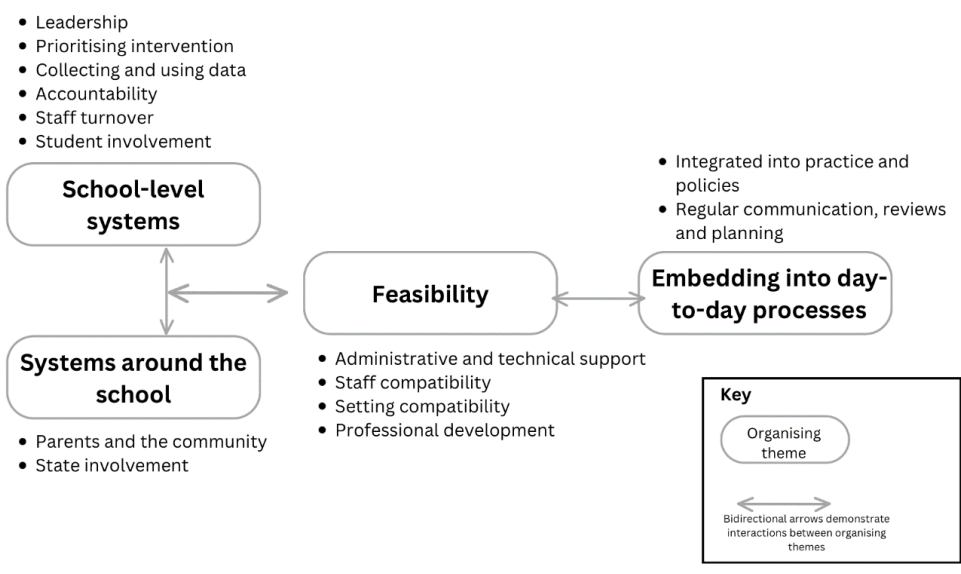 • Leadership
• Prioritising intervention
• Collecting and using data
• Accountability
• Staff turnover
• Student involvement
School-level
systems
Systems around the
school
• Parents and the community
• State involvement
Feasibility
• Administrative and technical support
• Staff compatibility
• Setting compatibility
• Professional development
• Integrated into practice and
policies
• Regular communication, reviews
and planning
Embedding into day-
to-day processes
Key
Organising
theme
Bidirectional arrows demonstrate
interactions between organising
themes